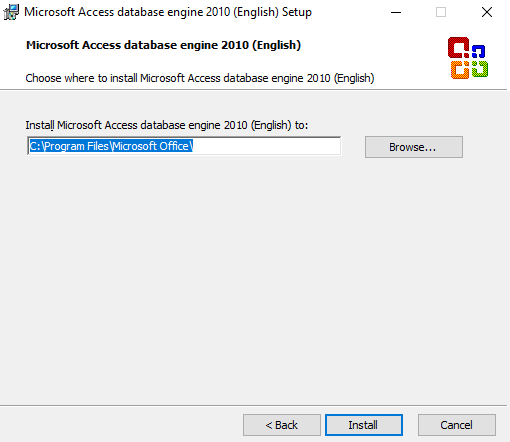 Microsoft Access database engine 2010 (English) Setup
Microsoft Access database engine 2010 (English)
Choose where to install Microsoft Access database engine 2010 (English)
Install Microsoft Access database engine 2010 (English) to:
C:\Program Files\Microsoft Office\
Browse...
< Back
Install
Cancel